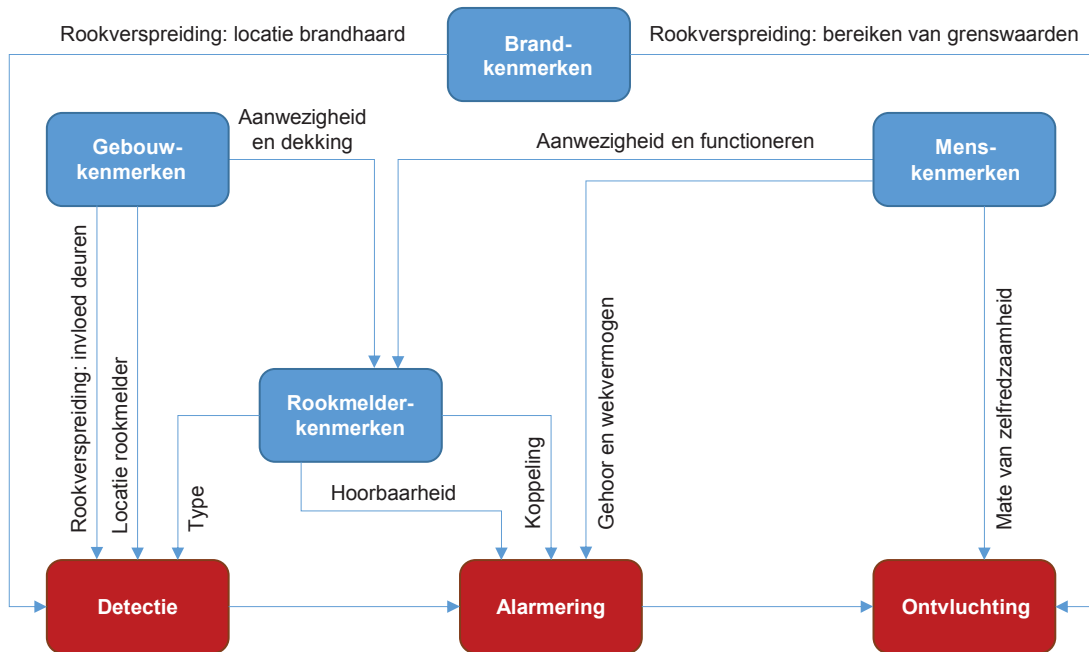 Rookverspreiding: locatie brandhaard
Brand-
kenmerken
Rookverspreiding: bereiken van grenswaarden
Gebouw-
kenmerken
Aanwezigheid
en dekking
Aanwezigheid en functioneren
Mens-
kenmerken
Rookverspreiding: invloed deuren
Locatie rookmelder
Type
Rookmelder-
kenmerken
Hoorbaarheid
Koppeling
Gehoor en wekvermogen
Mate van zelfredzaamheid
Detectie
Alarmering
Ontvluchting